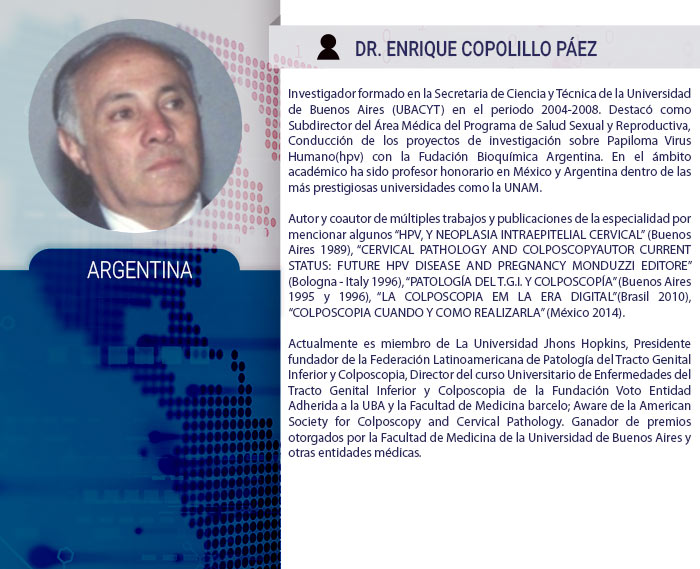 DR. ENRIQUE COPOLILLO PÁEZ
Investigador formado en la Secretaria de Ciencia y Técnica de la Universidad
de Buenos Aires (UBACYT) en el periodo 2004-2008. Destacó como
Subdirector del Área Médica del Programa de Salud Sexual y Reproductiva,
Conducción de los proyectos de investigación sobre Papiloma Virus
Humano(hpv) con la Fudación Bioquímica Argentina. En el ámbito
académico ha sido profesor honorario en México y Argentina dentro de las
más prestigiosas universidades como la UNAM.
Autor y coautor de múltiples trabajos y publicaciones de la especialidad por
mencionar algunos “HPV, Y NEOPLASIA INTRAEPITELIAL CERVICAL” (Buenos
Aires 1989), “CERVICAL PATHOLOGY AND COLPOSCOPYAUTOR CURRENT
STATUS: FUTURE HPV DISEASE AND PREGNANCY MONDUZZI EDITORE”
(Bologna - Italy 1996), “PATOLOGÍA DEL T.G.I. Y COLPOSCOPÍA” (Buenos Aires
1995 y 1996), “LA COLPOSCOPIA EM LA ERA DIGITAL”(Brasil 2010),
“COLPOSCOPIA CUANDO Y COMO REALIZARLA” (México 2014).
Actualmente es miembro de La Universidad Jhons Hopkins, Presidente
fundador de la Federación Latinoamericana de Patología del Tracto Genital
Inferior y Colposcopia, Director del curso Universitario de Enfermedades del
Tracto Genital Inferior y Colposcopia de la Fundación Voto Entidad
Adherida a la UBA y la Facultad de Medicina barcelo; Aware de la American
Society for Colposcopy and Cervical Pathology. Ganador de premios
otorgados por la Facultad de Medicina de la Universidad de Buenos Aires y
otras entidades médicas.
ARGENTINA